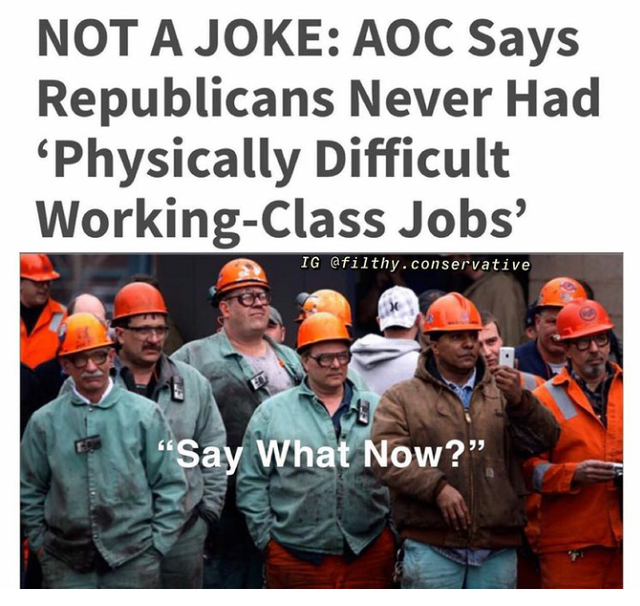 NOT A JOKE: AOC Says
Republicans Never Had
‘Physically Difficult
Working-Class Jobs’
IG @filthy.conservative
“Say What Now?”